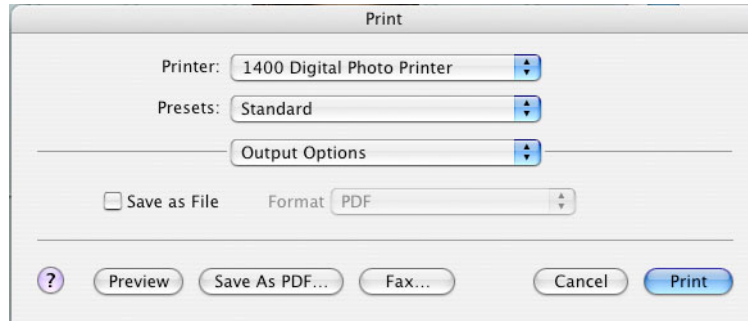 Print
Printer: 1400 Digital Photo Printer
Presets: Standard
Output Options
Save as File Format PDF
? Preview Save As PDF... Fax... Cancel Print